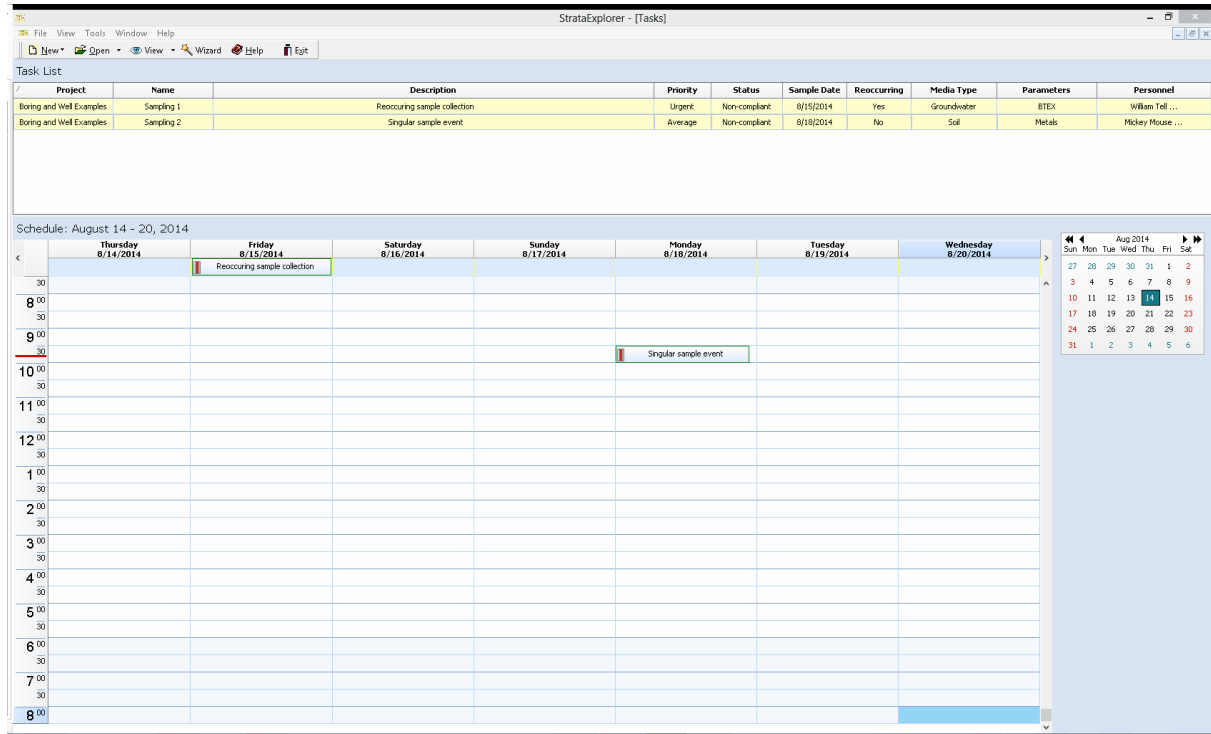 StrataExplorer - [Tasks]
File View Tools Window Help
New Open View Wizard Help Exit
Task List
/ Project Name Description Priority Status Sample Date Reoccurring Media Type Parameters Personnel
Boring and Well Examples Sampling 1 Reoccuring sample collection Urgent Non-compliant 8/15/2014 Yes Groundwater BTEX William Tell ...
Boring and Well Examples Sampling 2 Singular sample event Average Non-compliant 8/18/2014 No Soil Metals Mickey Mouse ...
Schedule: August 14 - 20, 2014
Thursday Friday Saturday Sunday Monday Tuesday Wednesday
8/14/2014 8/15/2014 8/16/2014 8/17/2014 8/18/2014 8/19/2014 8/20/2014
Reoccuring sample collection
30
8 00
30
9 00
30
Singular sample event
10 00
30
11 00
30
12 00
30
1 00
30
2 00
30
3 00
30
4 00
30
5 00
30
6 00
30
7 00
30
8 00
Aug 2014
Sun Mon Tue Wed Thu Fri Sat
27 28 29 30 31 1 2
3 4 5 6 7 8 9
10 11 12 13 14 15 16
17 18 19 20 21 22 23
24 25 26 27 28 29 30
31 1 2 3 4 5 6